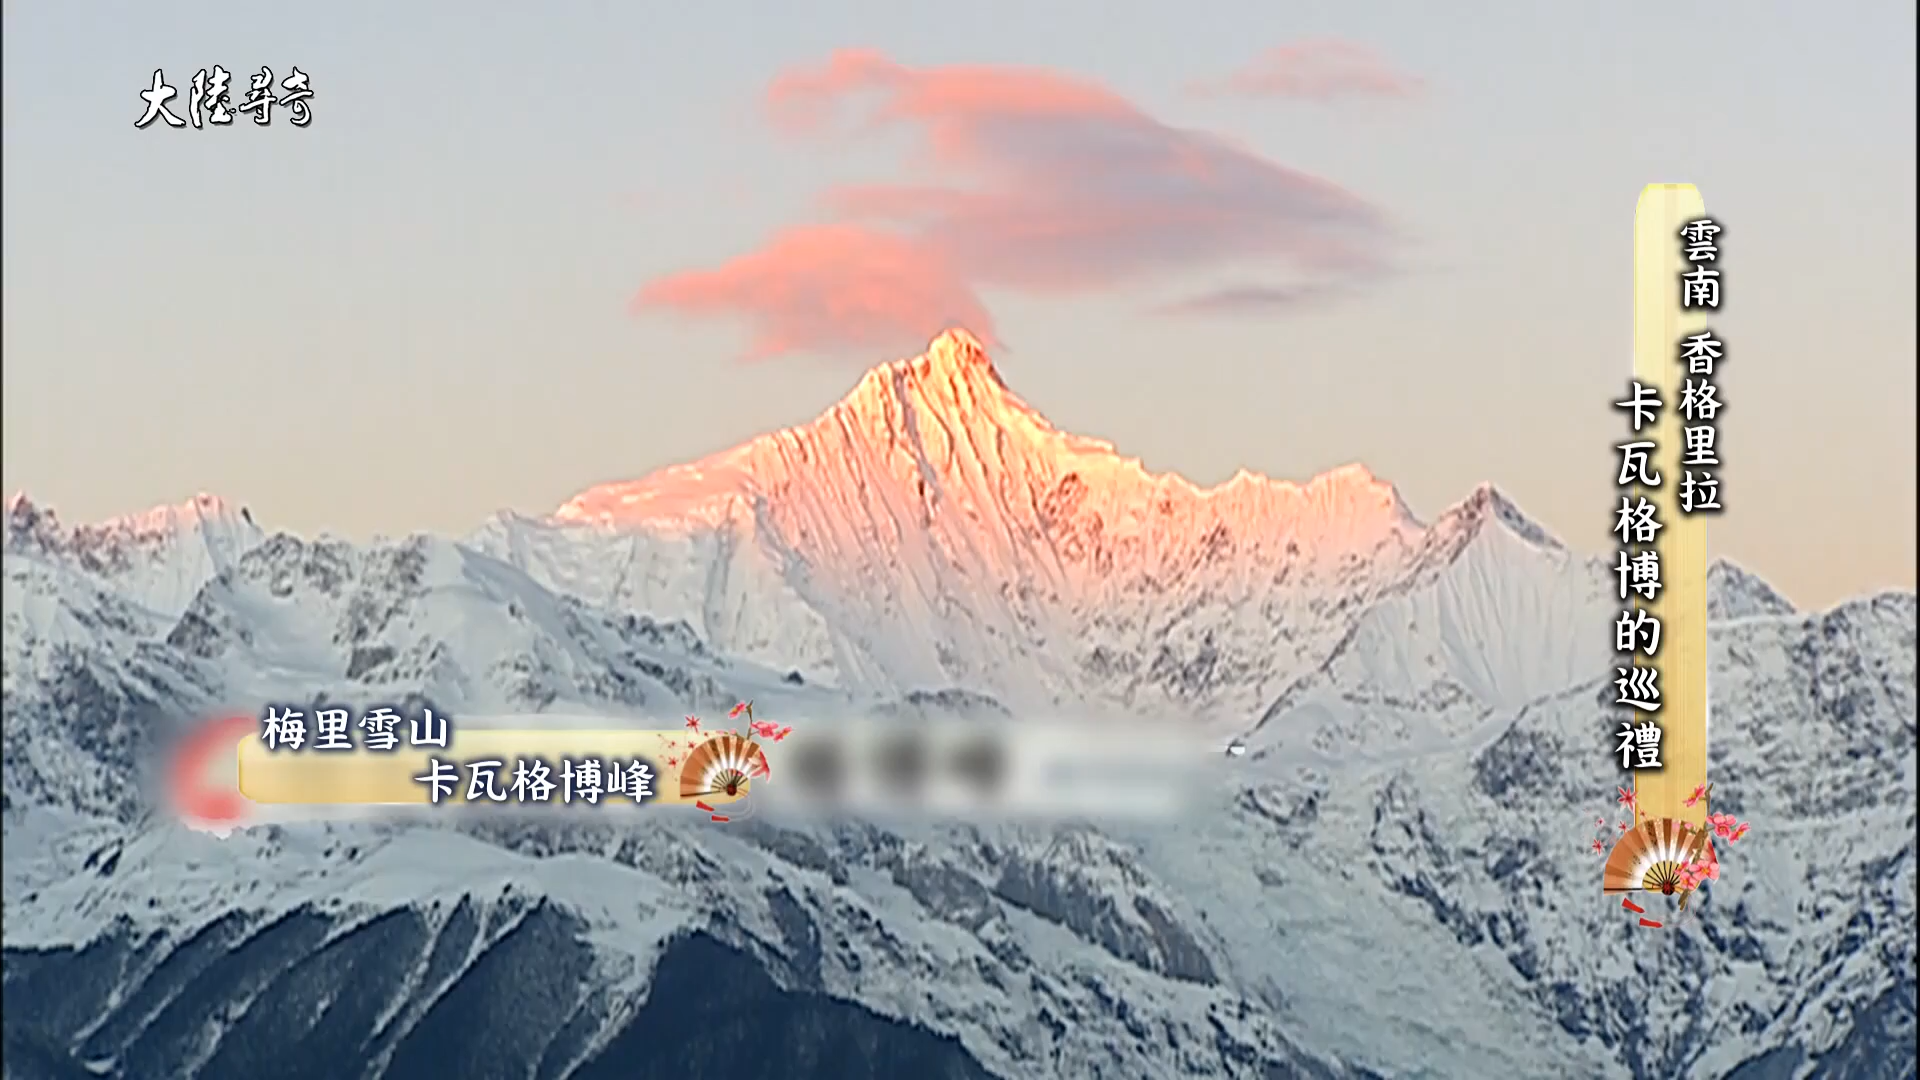 大陸尋奇
雲南 香格里拉
卡瓦格博的巡禮
梅里雪山
卡瓦格博峰